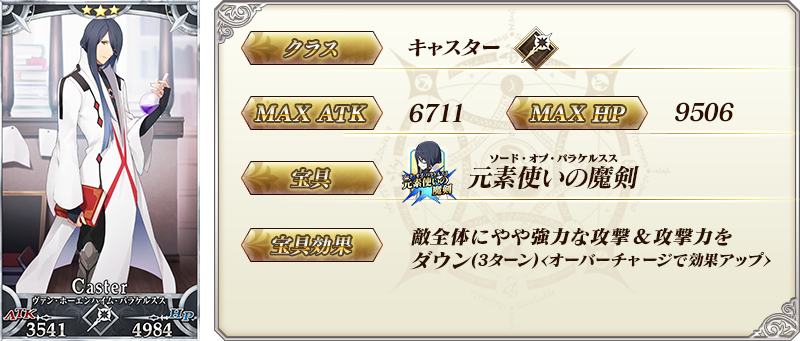 Caster
ヴァン・ホーエンハイム・パラケルスス
ATK
HP
3541
4984
クラス
キャスター
MAX ATK
6711
MAX HP
9506
宝具
元素使いの魔剣
ソード・オブ・パラケルスス
元素使いの魔剣
宝具効果
敵全体にやや強力な攻撃&攻撃力を
ダウン(3ターン)<オーバーチャージで効果アップ>